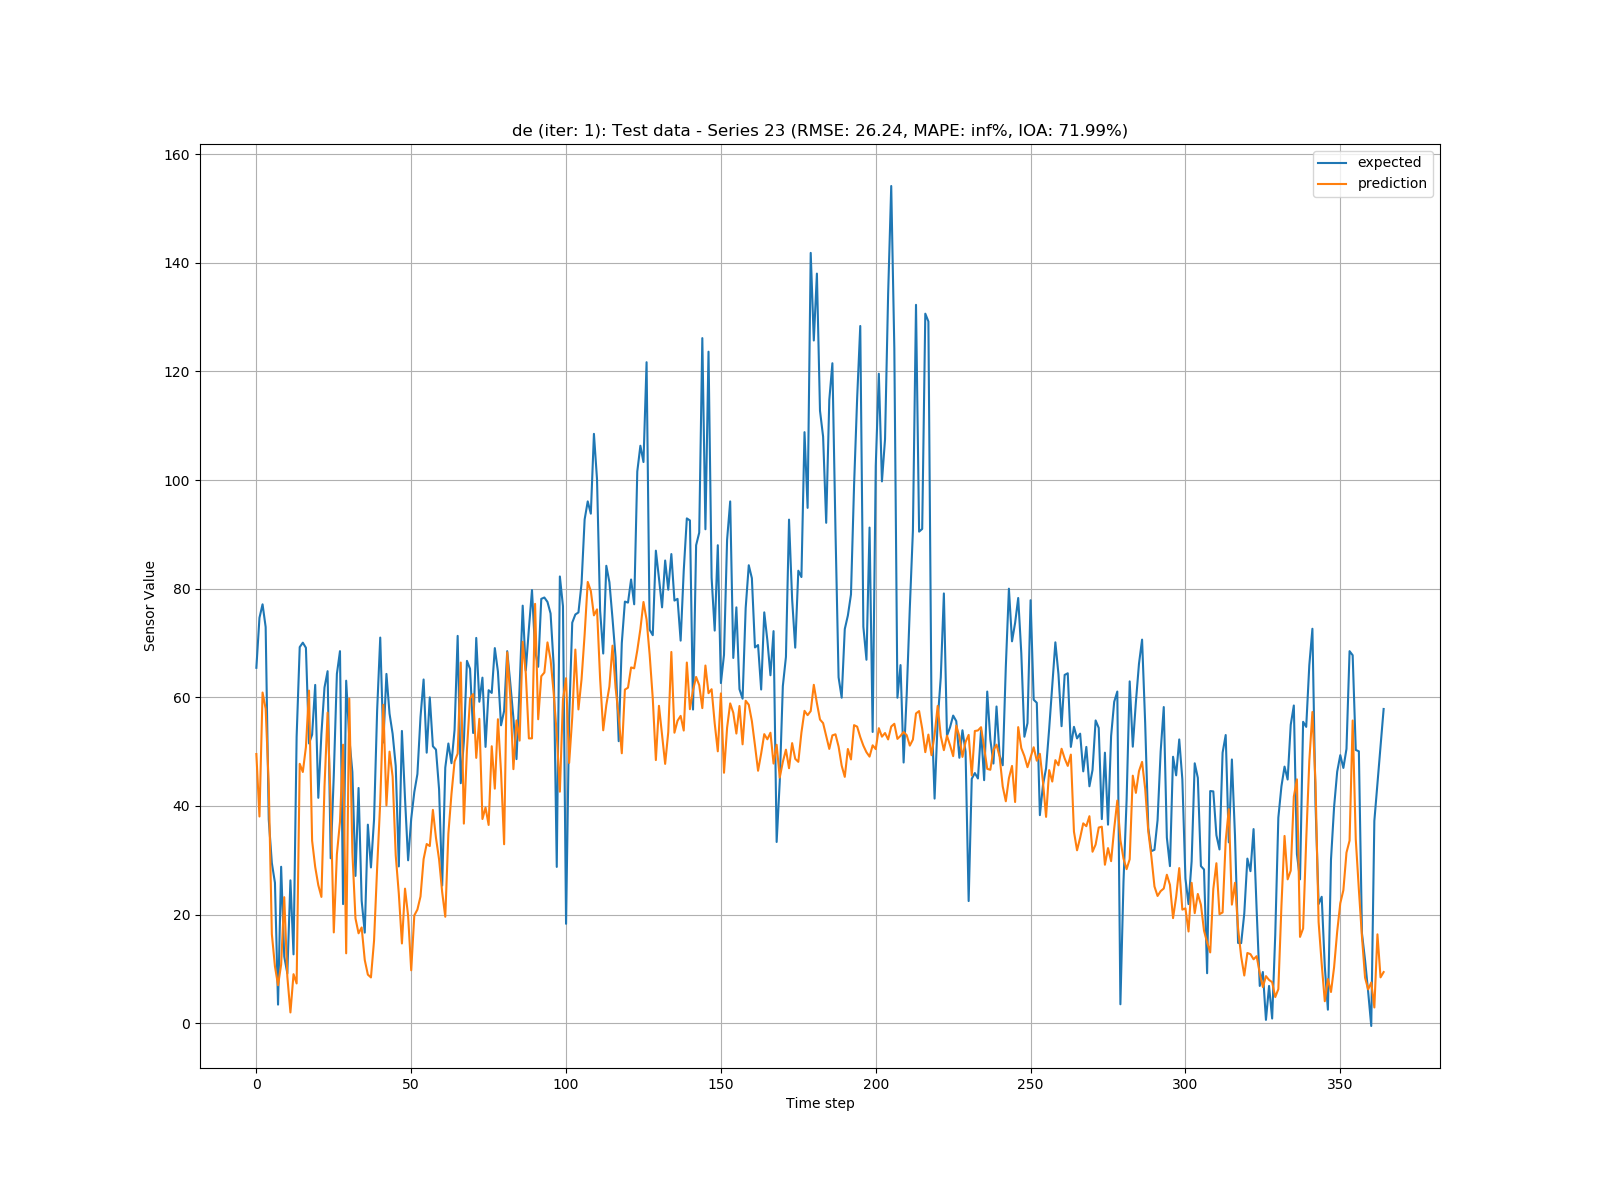 de (iter: 1): Test data - Series 23 (RMSE: 26.24, MAPE: inf%, IOA: 71.99%)
expected
prediction
160
140
120
100
80
60
40
20
0
Sensor Value
0 50 100 150 200 250 300 350
Time step